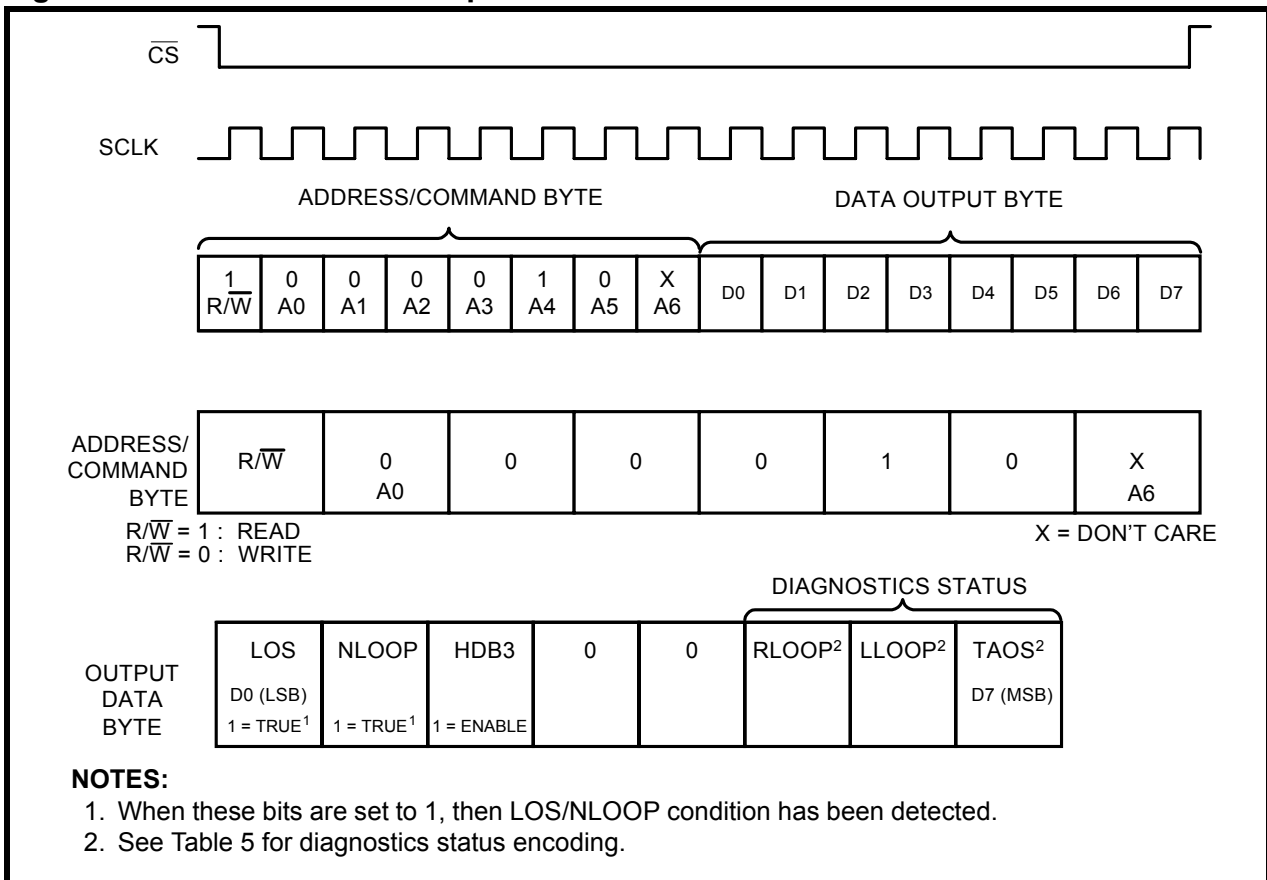 CS
SCLK
ADDRESS/COMMAND BYTE
DATA OUTPUT BYTE
1 0 0 0 0 1 0 X
R/W A0 A1 A2 A3 A4 A5 A6 D0 D1 D2 D3 D4 D5 D6 D7
ADDRESS/
COMMAND
BYTE
R/W 0 0 0 0 1 0 X
A0 A6
R/W = 1 : READ
R/W = 0 : WRITE
X = DON'T CARE
DIAGNOSTICS STATUS
OUTPUT
DATA
BYTE
LOS NLOOP HDB3 0 0 RLOOP2 LLOOP2 TAOS2
D0 (LSB) D7 (MSB)
1 = TRUE1 1 = TRUE1 1 = ENABLE
NOTES:
1. When these bits are set to 1, then LOS/NLOOP condition has been detected.
2. See Table 5 for diagnostics status encoding.